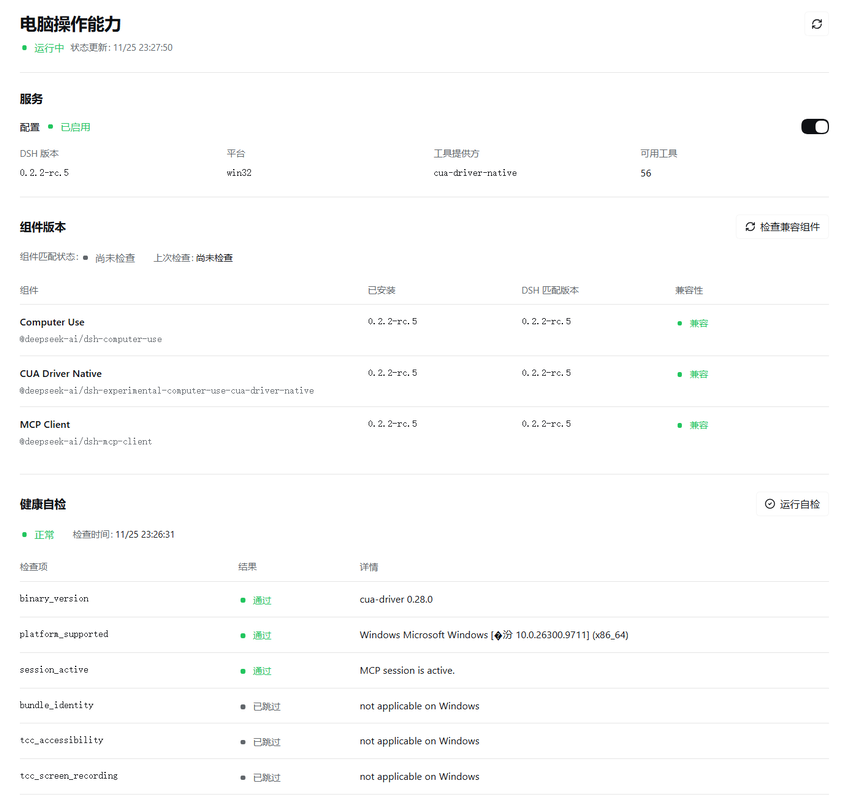 电脑操作能力
运行中 状态更新: 11/25 23:27:50
服务
配置 已启用
DSH 版本 平台 工具提供方 可用工具
0.2.2-rc.5 win32 cua-driver-native 56
组件版本 检查兼容组件
组件匹配状态: 尚未检查 上次检查: 尚未检查
组件 已安装 DSH 匹配版本 兼容性
Computer Use 0.2.2-rc.5 0.2.2-rc.5 兼容
@deepseek-ai/dsh-computer-use
CUA Driver Native 0.2.2-rc.5 0.2.2-rc.5 兼容
@deepseek-ai/dsh-experimental-computer-use-cua-driver-native
MCP Client 0.2.2-rc.5 0.2.2-rc.5 兼容
@deepseek-ai/dsh-mcp-client
健康自检 运行自检
正常 检查时间: 11/25 23:26:31
检查项 结果 详情
binary_version 通过 cua-driver 0.28.0
platform_supported 通过 Windows Microsoft Windows [�汾 10.0.26300.9711] (x86_64)
session_active 通过 MCP session is active.
bundle_identity 已跳过 not applicable on Windows
tcc_accessibility 已跳过 not applicable on Windows
tcc_screen_recording 已跳过 not applicable on Windows